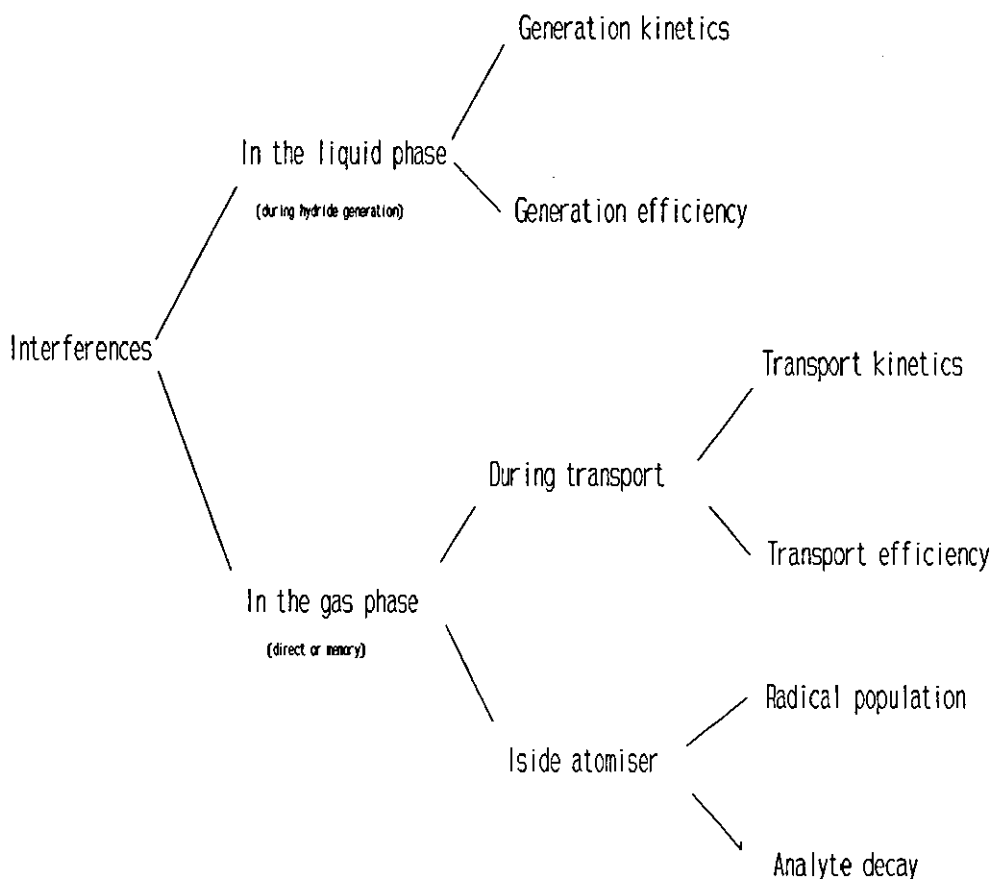 Generation kinetics
In the liquid phase
(during hydride generation)
Generation efficiency
Interferences
Transport kinetics
During transport
Transport efficiency
In the gas phase
(direct or memory)
Radical population
Iside atomiser
Analyte decay